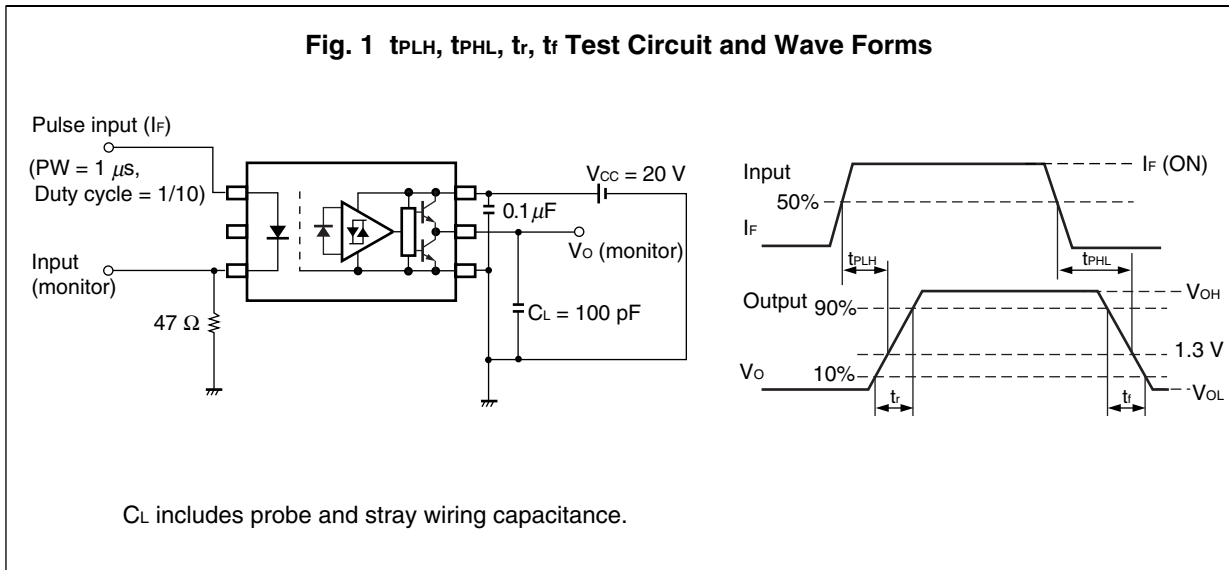 Fig. 1 tPLH, tPHL, tr, tf Test Circuit and Wave Forms
Pulse input (IF)
(PW = 1 μs,
Duty cycle = 1/10)
Input
(monitor)
47 Ω
VCC = 20 V
0.1 μF
VO (monitor)
CL = 100 pF
Input
IF (ON)
50%
IF
tPLH
tPHL
Output
VOH
90%
1.3 V
VO
10%
VOL
tr
tf
CL includes probe and stray wiring capacitance.